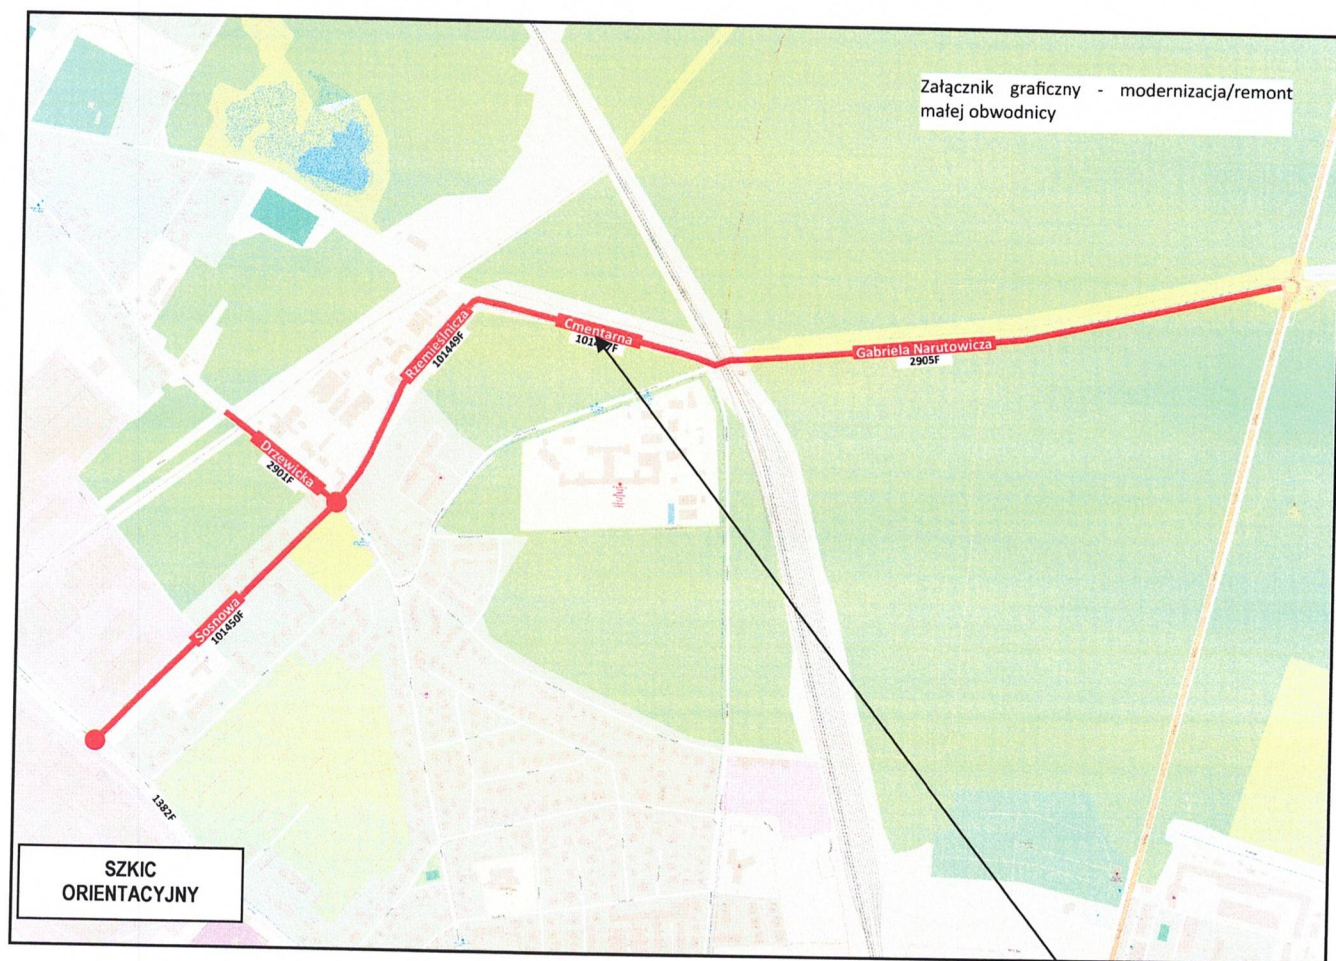 Załącznik graficzny - modernizacja/remont
małej obwodnicy
Cmentarna
Rzemieślnicza
101449F
Gabriela Narutowicza
2905F
Drzewicka
2901F
Sosnowa
101450F
1382F
SZKIC
ORIENTACYJNY